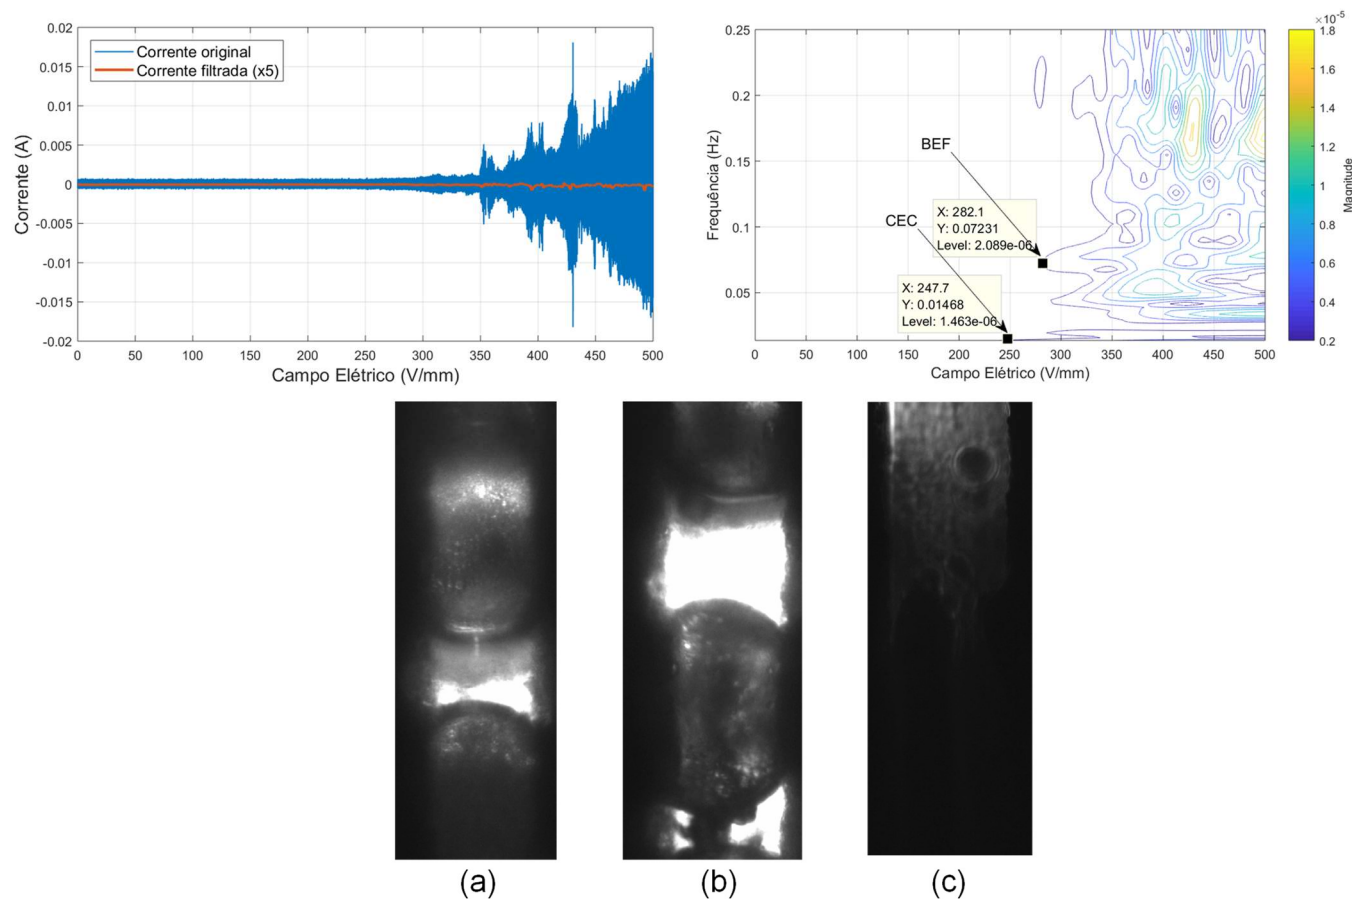 0.02
0.015
0.01
0.005
0
-0.005
-0.01
-0.015
-0.02
Corrente (A)
Corrente original
Corrente filtrada (x5)
0 50 100 150 200 250 300 350 400 450 500
Campo Elétrico (V/mm)
0.25
0.2
0.15
0.1
0.05
Frequência (Hz)
BEF
X: 282.1
Y: 0.07231
Level: 2.089e-06
CEC
X: 247.7
Y: 0.01468
Level: 1.463e-06
0 50 100 150 200 250 300 350 400 450 500
Campo Elétrico (V/mm)
×10-5
1.8
1.6
1.4
1.2
1
0.8
0.6
0.4
0.2
Magnitude
(a) (b) (c)